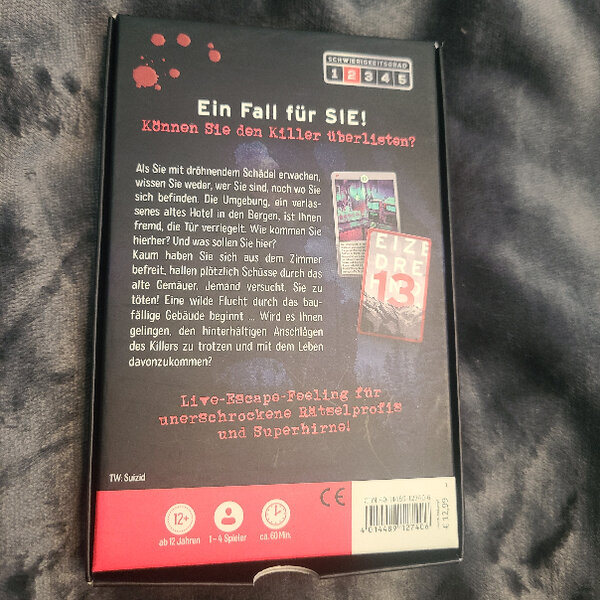 SCHWIERIGKEITSGRAD
1 2 3 4 5
Ein Fall für SIE!
Können Sie den Killer überlisten?
Als Sie mit dröhnendem Schädel erwachen,
wissen Sie weder, wer Sie sind, noch wo Sie
sich befinden. Die Umgebung, ein verlas-
senes altes Hotel in den Bergen, ist Ihnen
fremd, die Tür verriegelt. Wie kommen Sie
hierher? Und was sollen Sie hier?
Kaum haben Sie sich aus dem Zimmer
befreit, hallen plötzlich Schüsse durch das
alte Gemäuer. Jemand versucht, Sie zu
töten! Eine wilde Flucht durch das bau-
fällige Gebäude beginnt ... Wird es Ihnen
gelingen, den hinterhältigen Anschlägen
des Killers zu trotzen und mit dem Leben
davonzukommen?
EIZE
DRE
13
Live-Escape-Feeling für
unerschrockene Rätselprofis
und Superhirne!
TW: Suizid
12+
ab 12 Jahren
1 – 4 Spieler
ca. 60 Min.
CE
4 014489 127406
€ 12,99